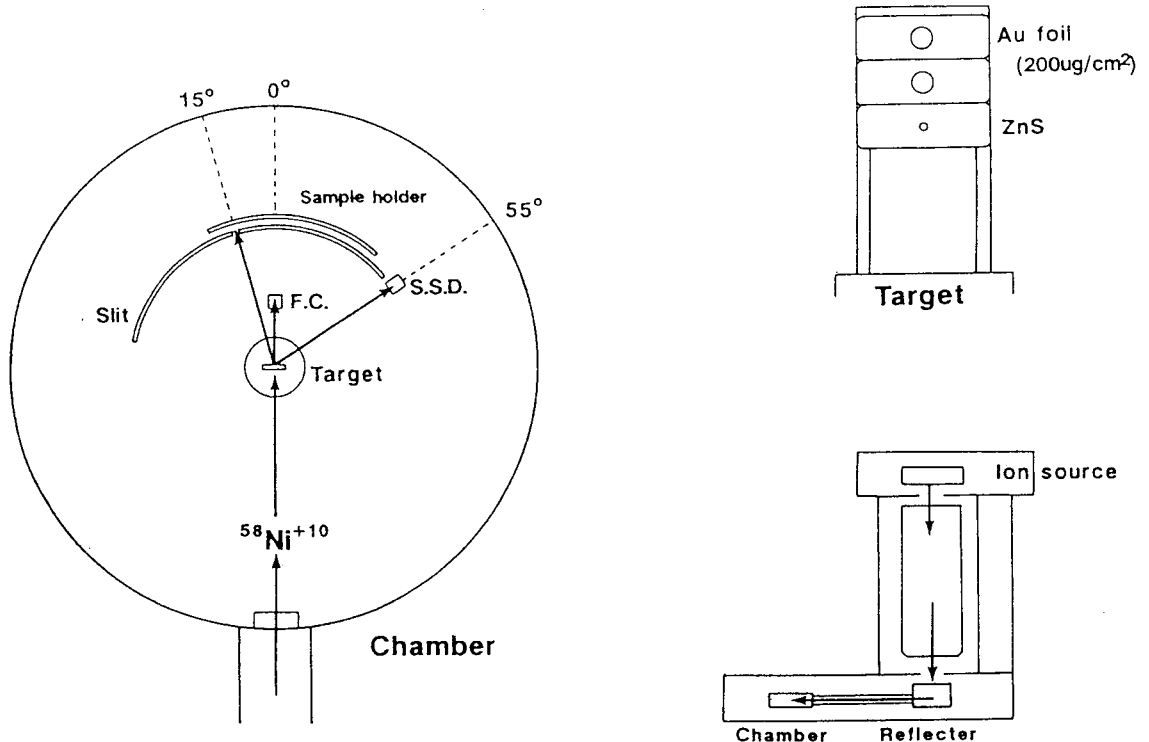 15° 0°
Sample holder
55°
S.S.D.
F.C.
Slit
Target
⁵⁸Ni⁺¹⁰
Chamber
Au foil
(200ug/cm²)
ZnS
Target
Ion source
Chamber Reflecter